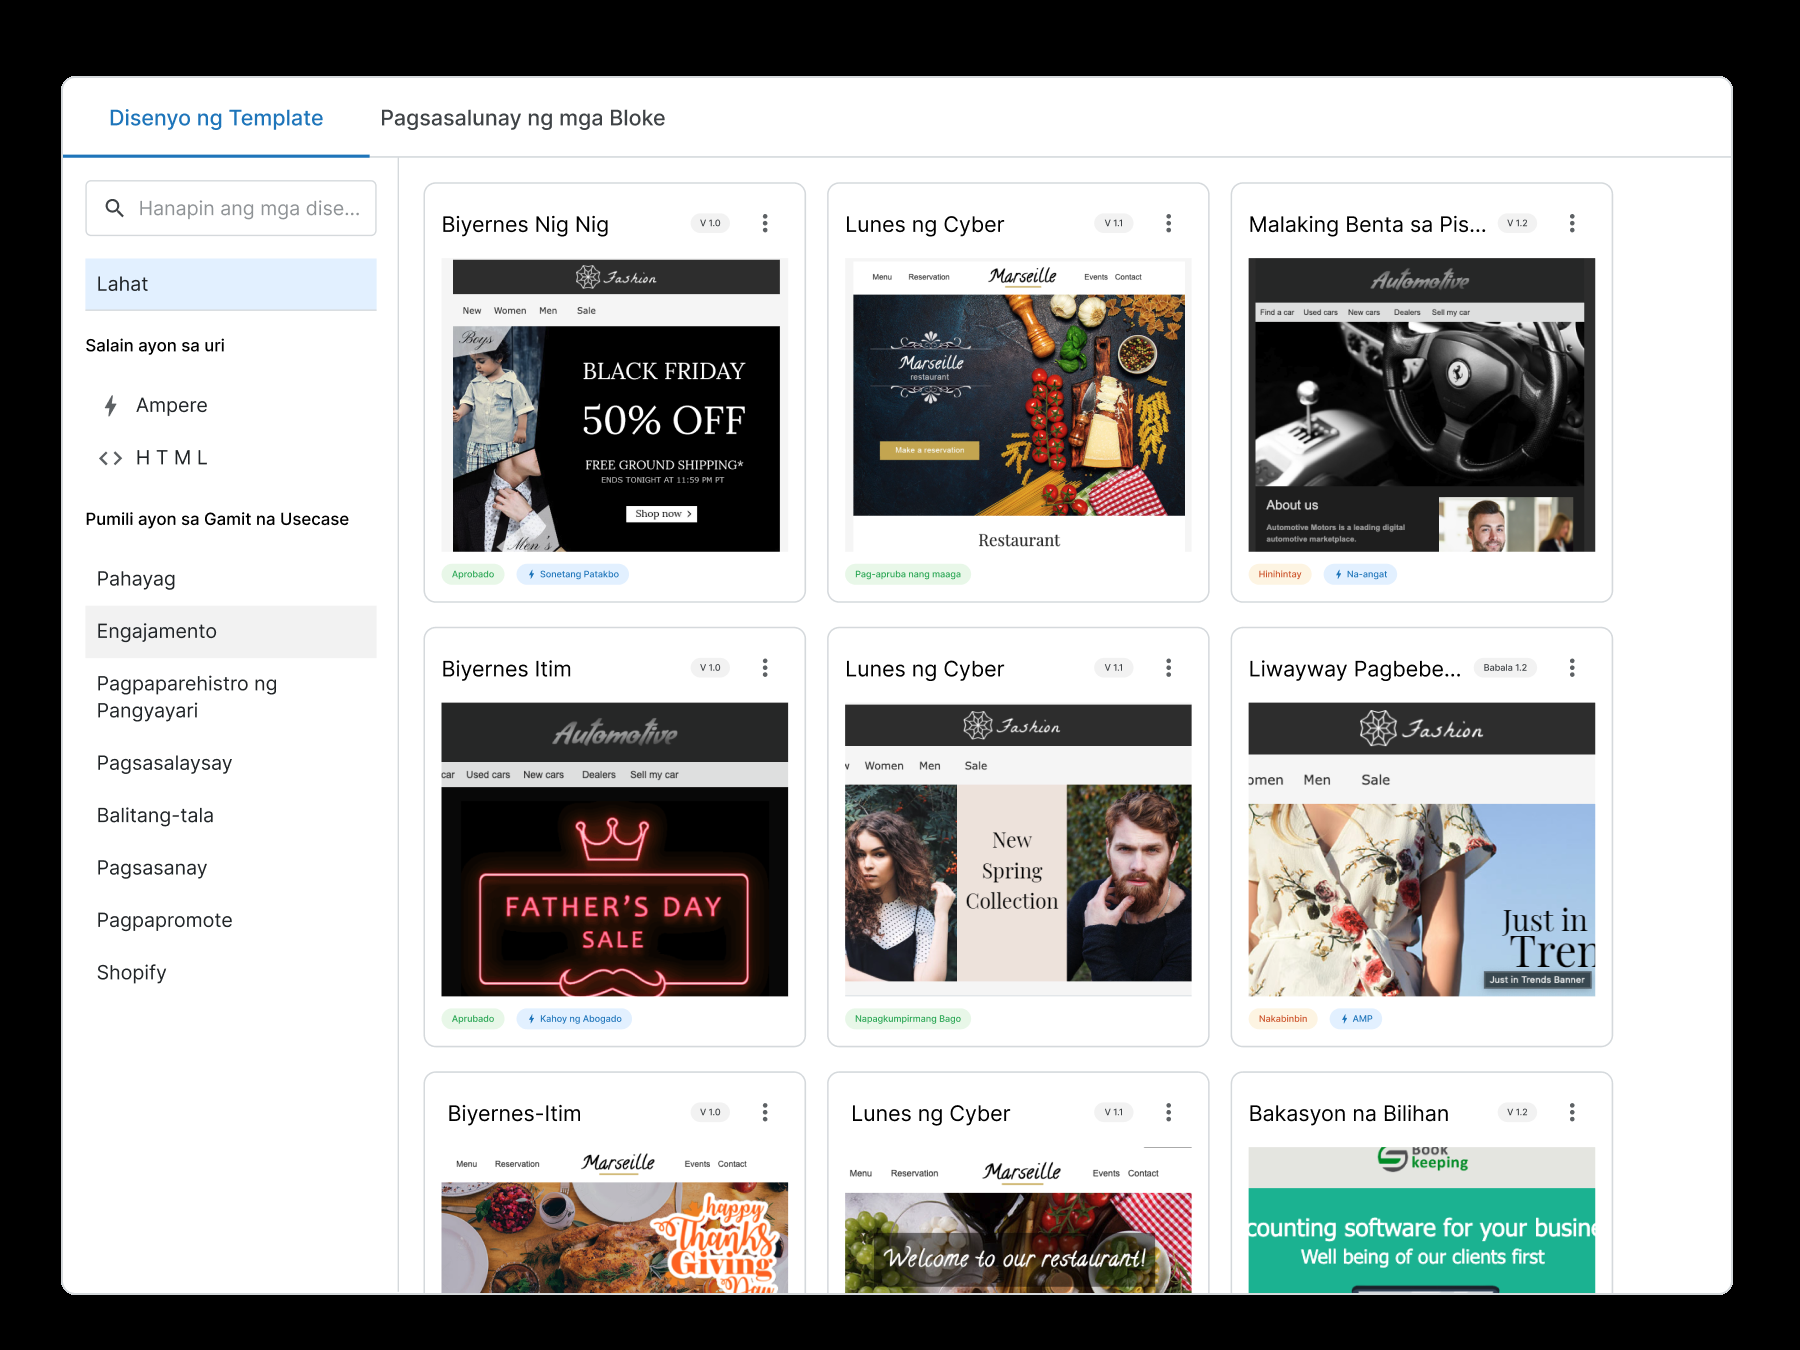 Disenyo ng Template
Pagsasalunay ng mga Bloke
Hanapin ang mga dise...
Lahat
Salain ayon sa uri
Ampere
H T M L
Pumili ayon sa Gamit na Usecase
Pahayag
Engajamento
Pagpaparehistro ng
Pangyayari
Pagsasalaysay
Balitang-tala
Pagsasanay
Pagpapromote
Shopify
Biyernes Nig Nig
V 1.0
Fashion
New Women Men Sale
Boys
BLACK FRIDAY
50% OFF
FREE GROUND SHIPPING*
ENDS TONIGHT AT 11:59 PM PT
Shop now
Men's
Aprobado
Sonetang Patakbo
Lunes ng Cyber
V 1.1
Menu Reservation Marseille Events Contact
Marseille
restaurant
Make a reservation
Restaurant
Pag-apruba nang maaga
Malaking Benta sa Pis...
V 1.2
Automotive
Find a car Used cars New cars Dealers Sell my car
About us
Automotive Motors is a leading digital
automotive marketplace.
Hinihintay
Na-angat
Biyernes Itim
V 1.0
Automotive
car Used cars New cars Dealers Sell my car
FATHER'S DAY
SALE
Aprubado
Kahoy ng Abogado
Lunes ng Cyber
V 1.1
Fashion
w Women Men Sale
New
Spring
Collection
Napagkumpirmang Bago
Liwayway Pagbebe...
Babala 1.2
Fashion
omen Men Sale
Just in
Tren
Just in Trends Banner
Nakabinbin
AMP
Biyernes-Itim
V 1.0
Menu Reservation Marseille Events Contact
happy
Thanks
Giving
Day
Lunes ng Cyber
V 1.1
Menu Reservation Marseille Events Contact
Welcome to our restaurant!
Bakasyon na Bilihan
V 1.2
Book
keeping
counting software for your busine
Well being of our clients first